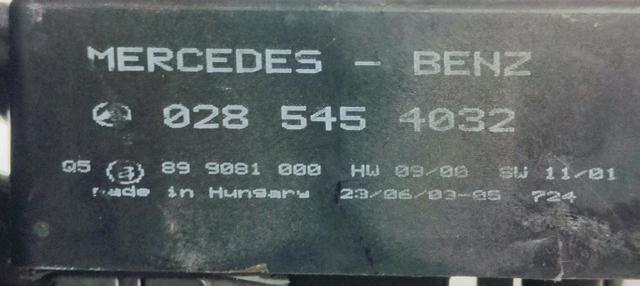 MERCEDES - BENZ
028 545 4032
Q5 89 9081 000 HW 09/00 SW 11/01
made in Hungary 23/06/03-05 724